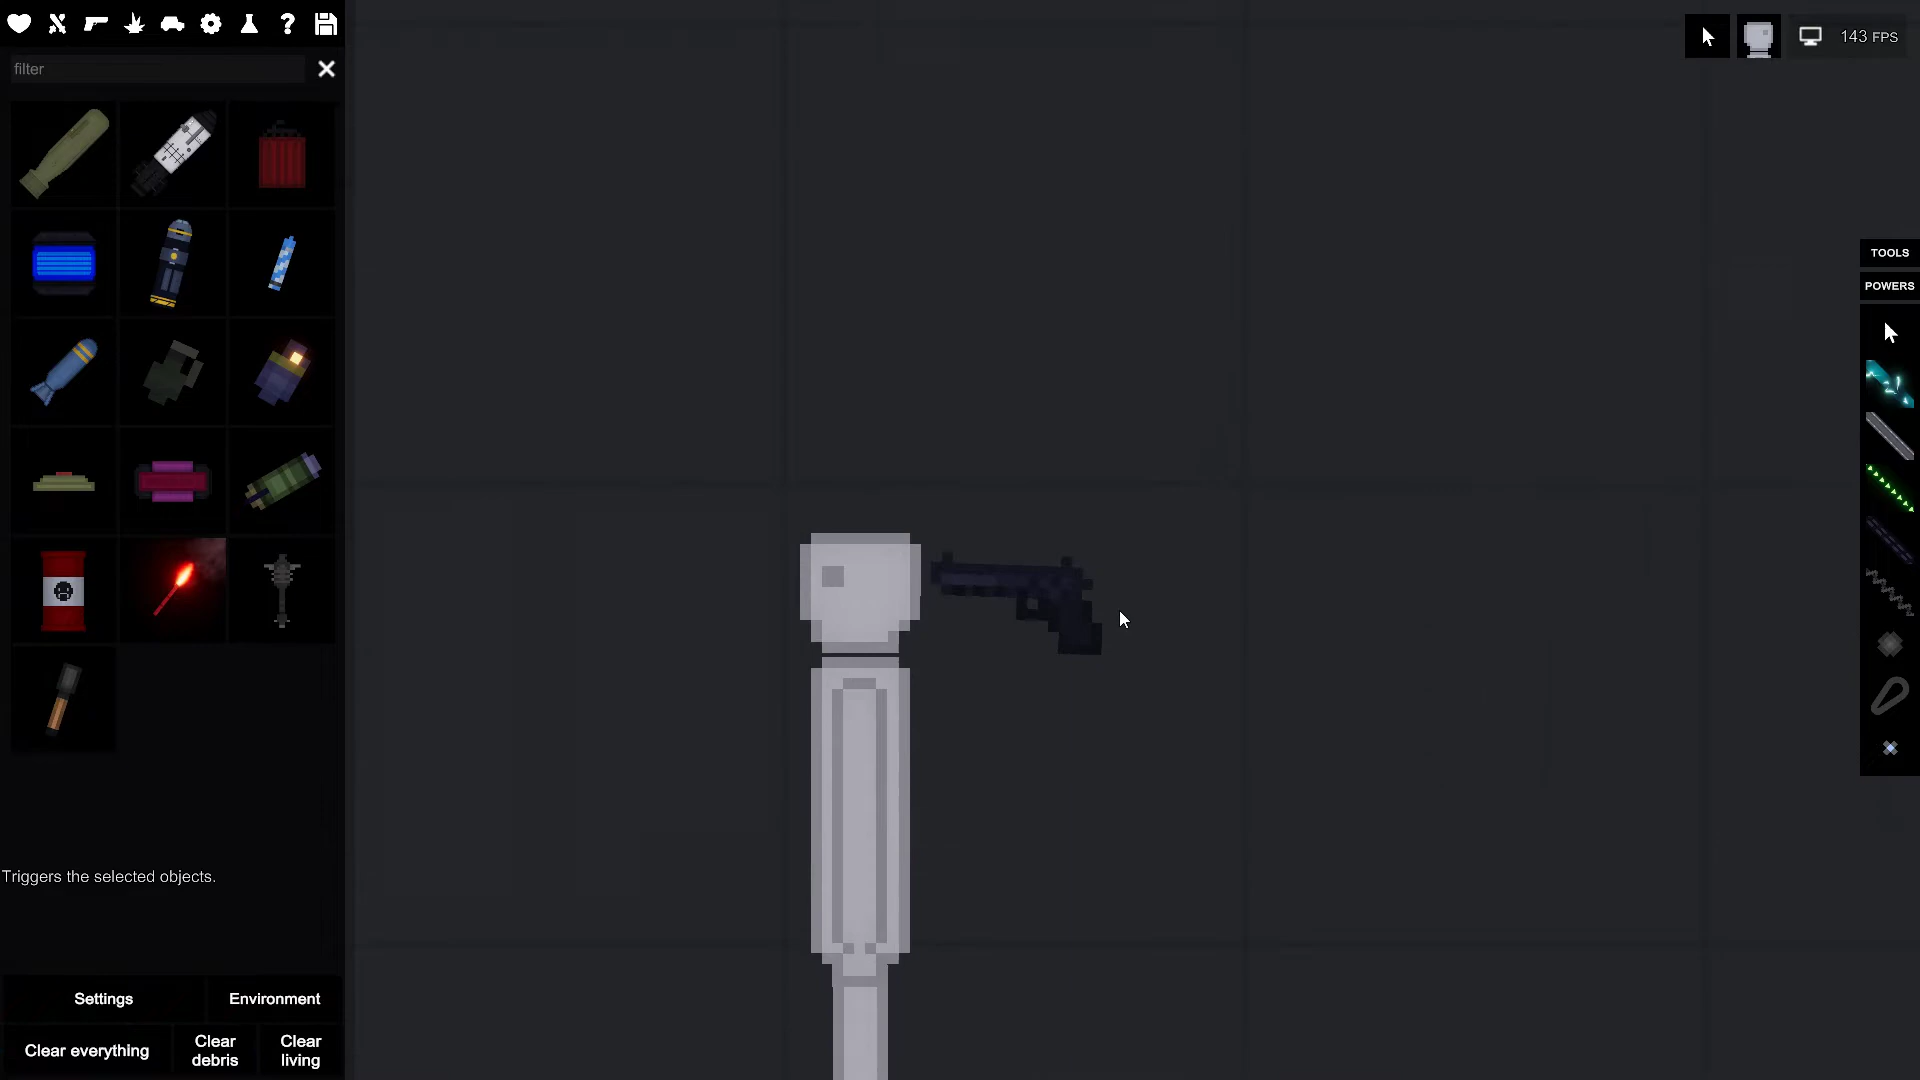 143 FPS
filter
TOOLS
POWERS
Triggers the selected objects.
Settings
Environment
Clear everything
Clear
debris
Clear
living